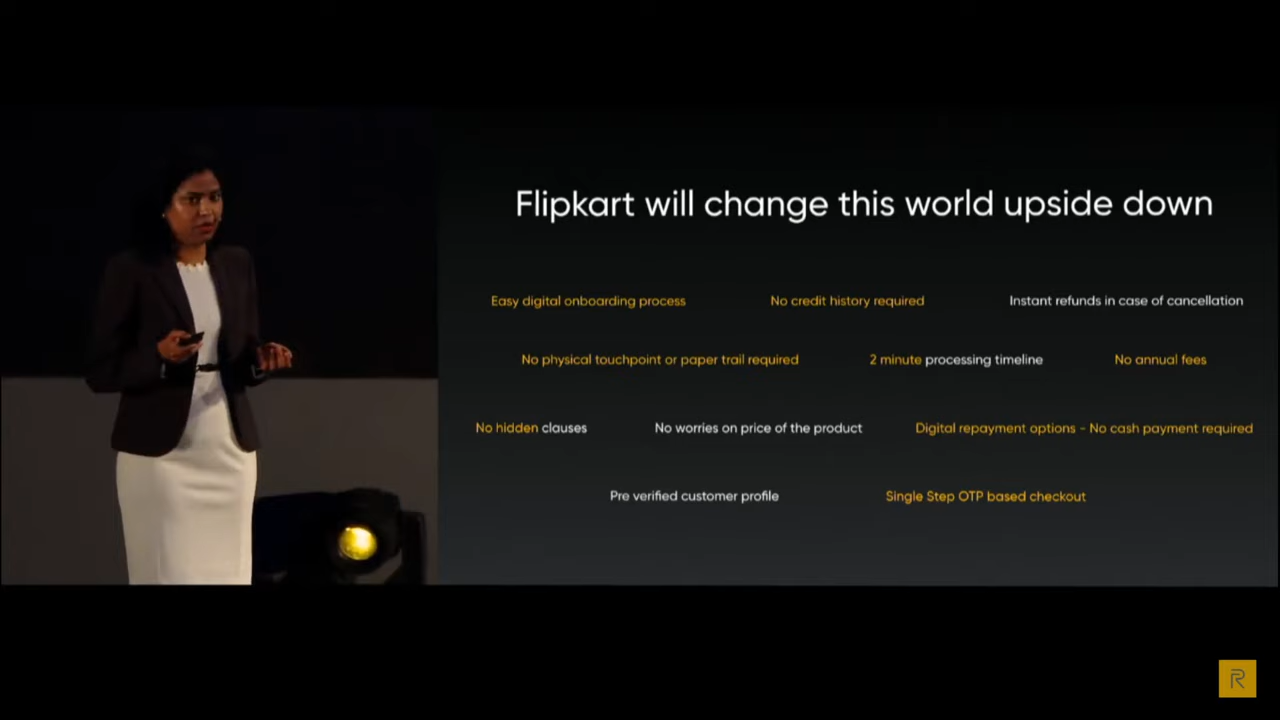 Flipkart will change this world upside down
Easy digital onboarding process No credit history required Instant refunds in case of cancellation
No physical touchpoint or paper trail required 2 minute processing timeline No annual fees
No hidden clauses No worries on price of the product Digital repayment options - No cash payment required
Pre verified customer profile Single Step OTP based checkout
R